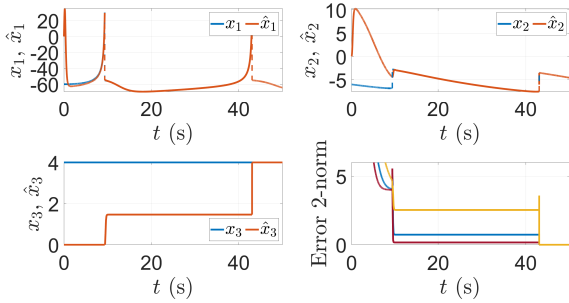 x₁, x̂₁
20
0
-20
-40
-60
x₁ x̂₁
0 20 40
t (s)
x₂, x̂₂
10
5
0
-5
x₂ x̂₂
0 20 40
t (s)
x₃, x̂₃
4
2
0
x₃ x̂₃
0 20 40
t (s)
Error 2-norm
5
0
0 20 40
t (s)